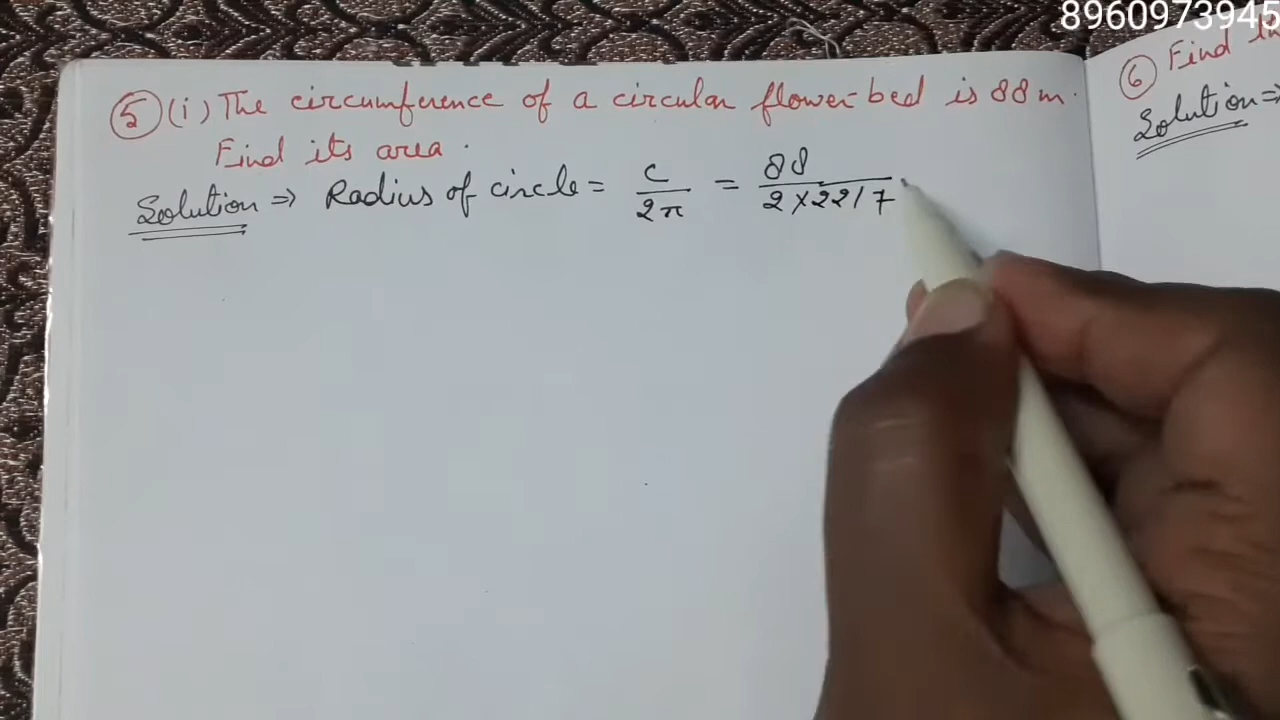 8960973945
5 (i) The circumference of a circular flower-bed is 88m.
Find its area.
Solution ⇒ Radius of circle = C/2π = 88/2×22/7
6 Find
Solution ⇒